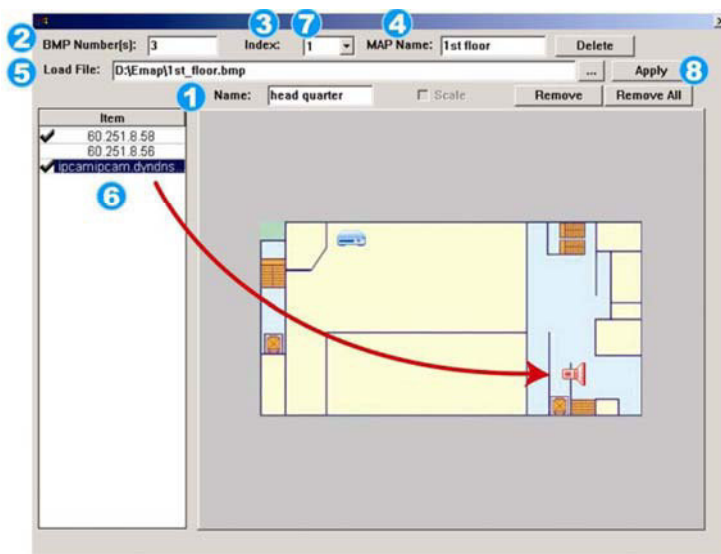 3 7 4
2 BMP Number(s): 3 Index: 1 MAP Name: 1st floor Delete
5 Load File: D:\Emap\1st_floor.bmp ... Apply 8
1 Name: head quarter Scale Remove Remove All
Item
60.251.8.58
60.251.8.56
ipcamipcam.dyndns
6